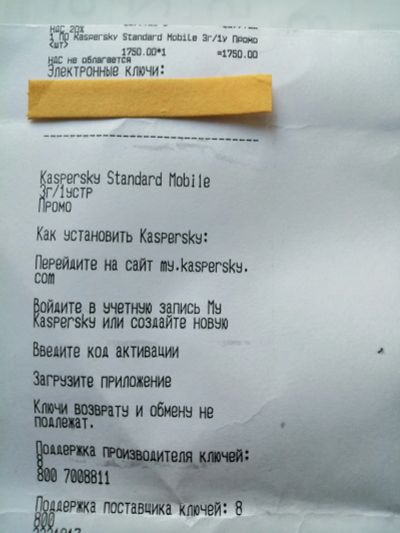 НДС 20%
1 ПО Kaspersky Standard Mobile 3г/1у Промо
<шт> 1750.00*1 =1750.00
НДС не облагается
Электронные ключи:
Kaspersky Standard Mobile
3г/1устр
Промо
Как установить Kaspersky:
Перейдите на сайт my.kaspersky.
com
Войдите в учетную запись My
Kaspersky или создайте новую
Введите код активации
Загрузите приложение
Ключи возврату и обмену не
подлежат.
Поддержка производителя ключей:
8
800 7008811
Поддержка поставщика ключей: 8
800